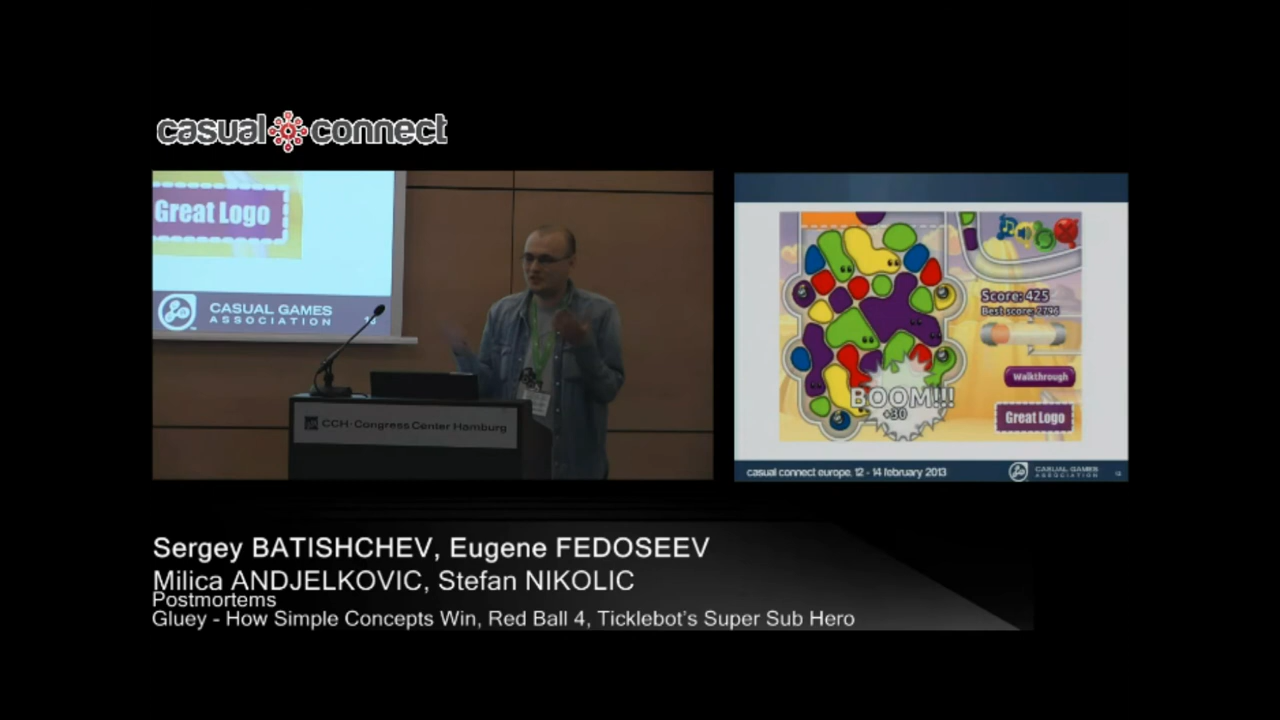 casual connect
Great Logo
CASUAL GAMES
ASSOCIATION
CCH · Congress Center Hamburg
Score: 425
Best score: 2796
Walkthrough
BOOM!!!
+30
Great Logo
casual connect europe, 12 - 14 february 2013
CASUAL GAMES
ASSOCIATION
Sergey BATISHCHEV, Eugene FEDOSEEV
Milica ANDJELKOVIC, Stefan NIKOLIC
Postmortems
Gluey - How Simple Concepts Win, Red Ball 4, Ticklebot's Super Sub Hero